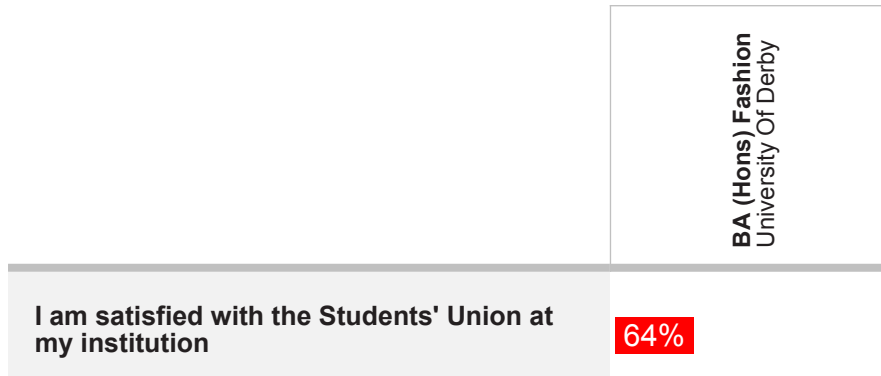 BA (Hons) Fashion
University Of Derby
I am satisfied with the Students' Union at
my institution
64%